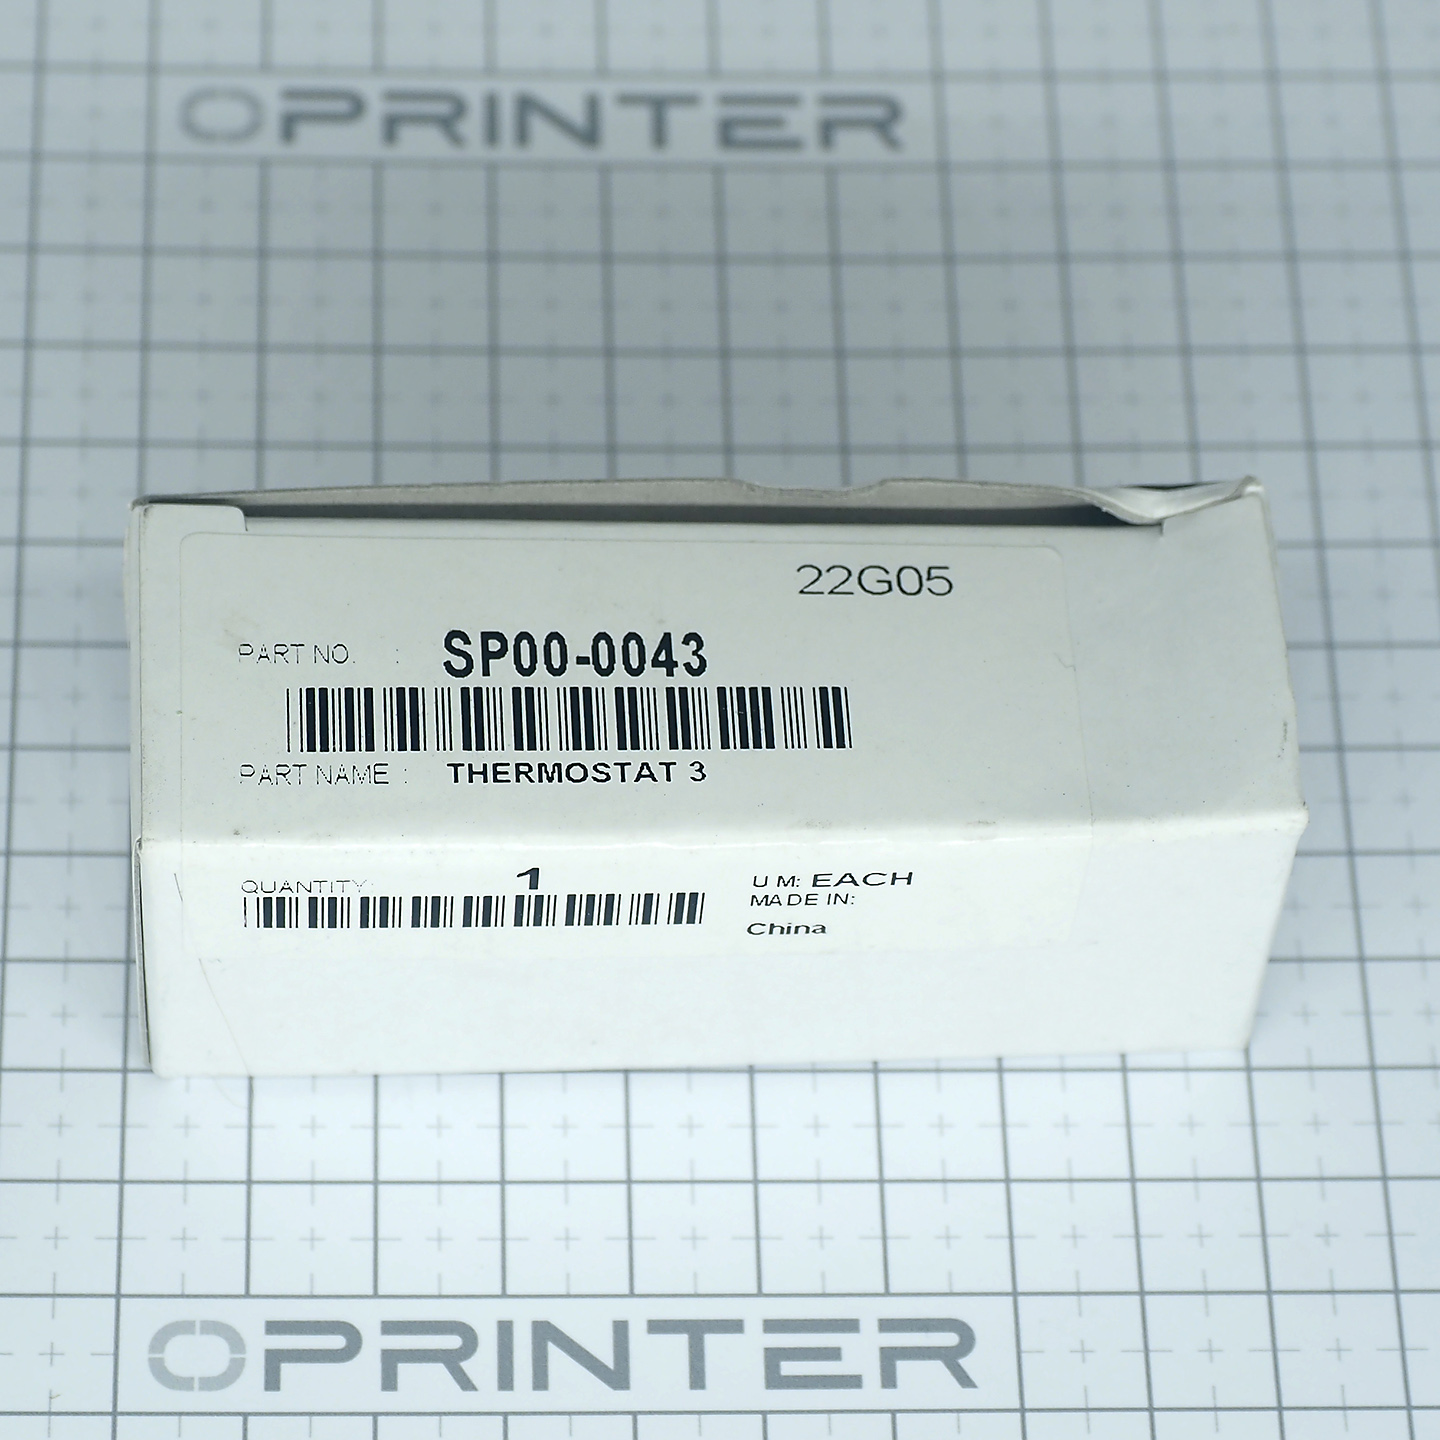 OPRINTER
22G05
PART NO. : SP00-0043
PART NAME : THERMOSTAT 3
QUANTITY: 1
U M: EACH
MADE IN:
China
OPRINTER